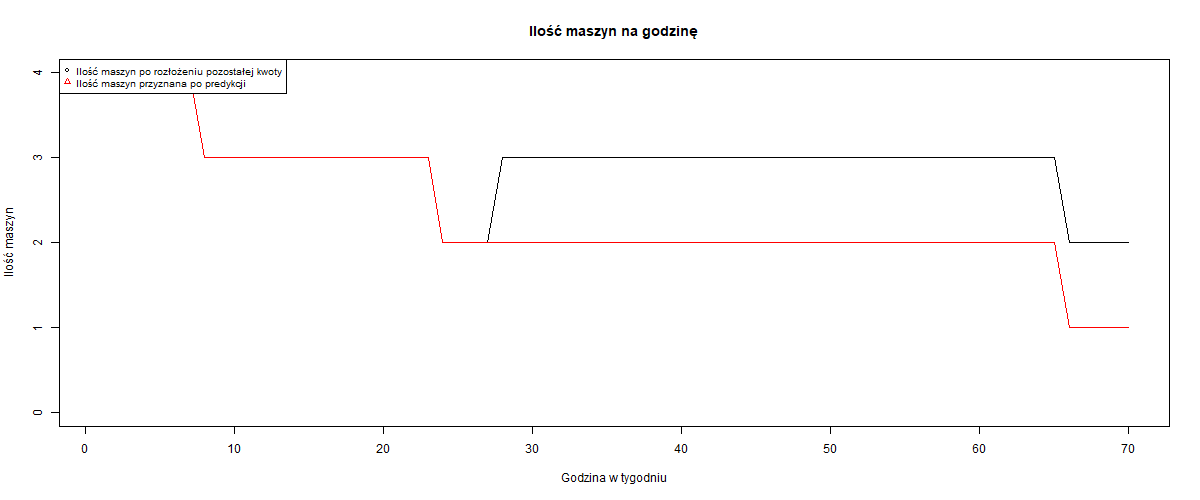 Ilość maszyn na godzinę
Ilość maszyn po rozłożeniu pozostałej kwoty
Ilość maszyn przyznana po predykcji
Ilość maszyn
4
3
2
1
0
0 10 20 30 40 50 60 70
Godzina w tygodniu